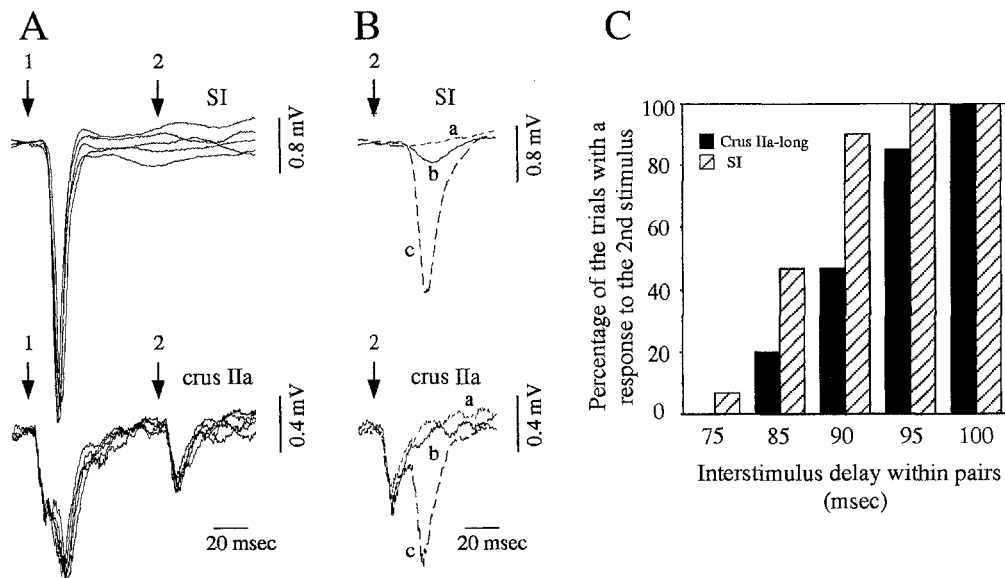 A
1
2
SI
0.8 mV
1
2
crus IIa
0.4 mV
20 msec
B
2
SI
a
b
c
0.8 mV
2
crus IIa
a
b
c
0.4 mV
20 msec
C
Percentage of the trials with a
response to the 2nd stimulus
100
80
60
40
20
0
Crus IIa-long
SI
75 85 90 95 100
Interstimulus delay within pairs
(msec)